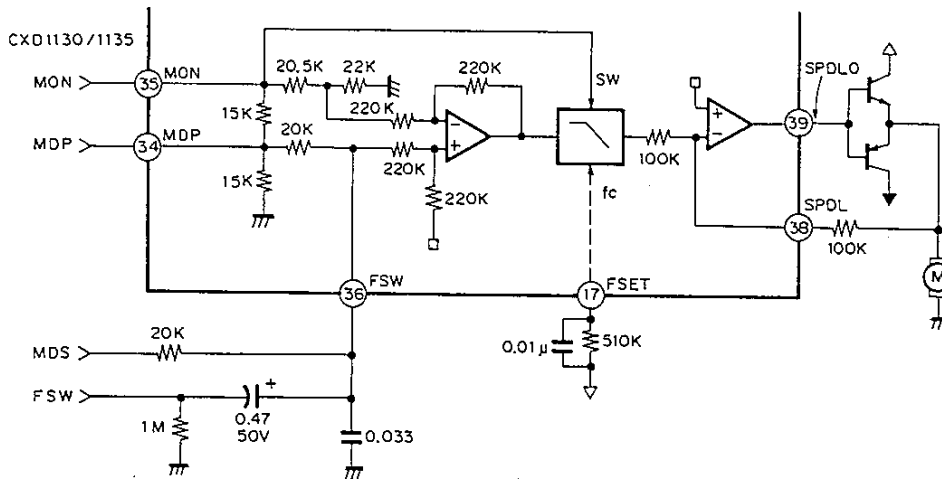 CXD1130/1135
MON
35
MON
20.5K
22K
220K
SW
SPDLO
15K
220K
MDP
34
MDP
20K
39
15K
220K
220K
fc
100K
SPDL
38
100K
M
36
FSW
17
FSET
20K
MDS
0.01μ
510K
FSW
1M
0.47
50V
+
0.033
-
+
+
-